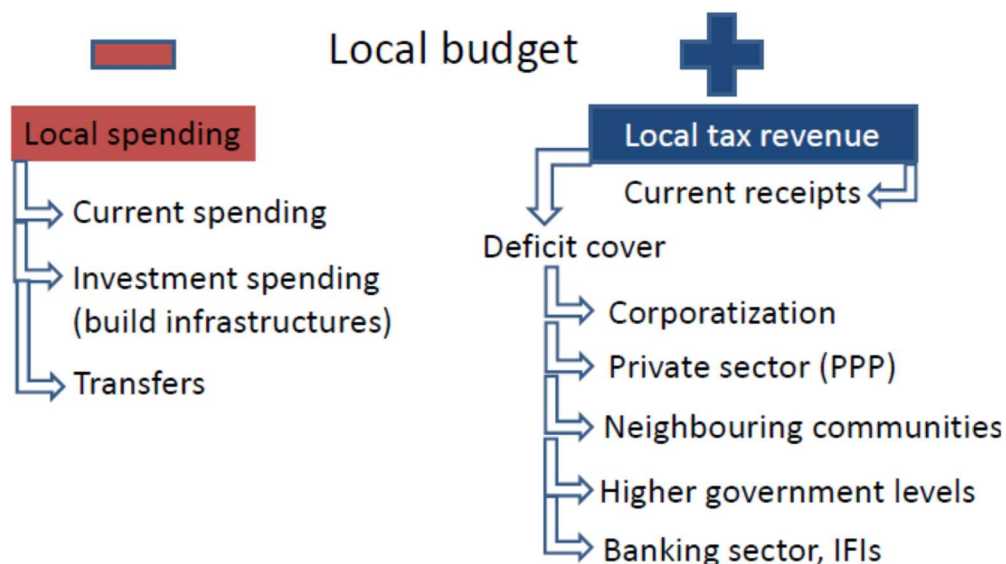 Local budget
Local spending
Current spending
Investment spending
(build infrastructures)
Transfers
Local tax revenue
Current receipts
Deficit cover
Corporatization
Private sector (PPP)
Neighbouring communities
Higher government levels
Banking sector, IFIs